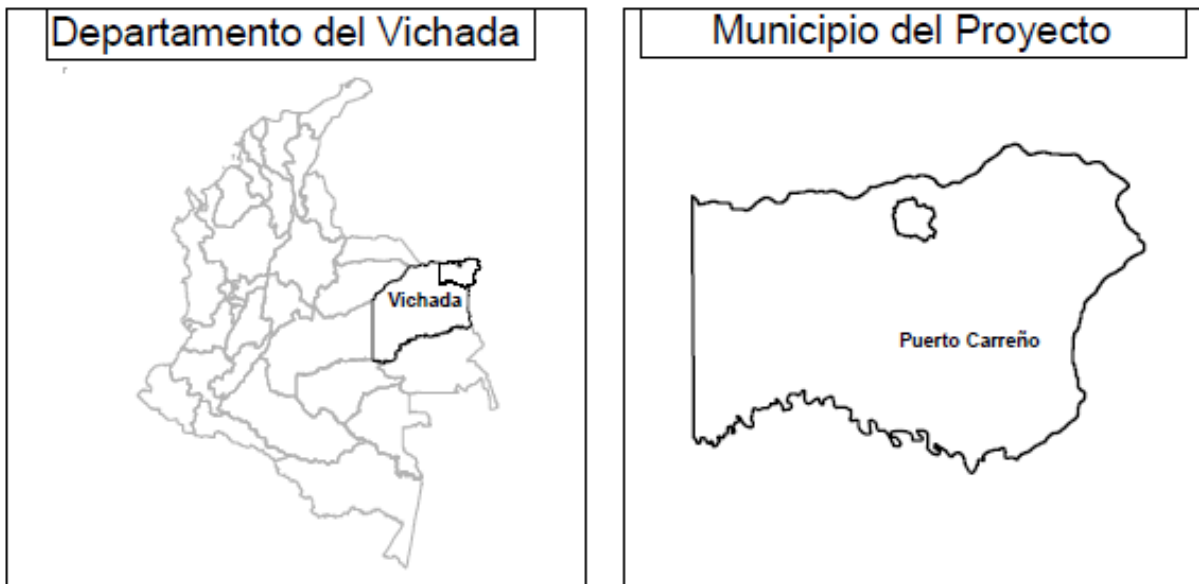 Departamento del Vichada
Municipio del Proyecto
Vichada
Puerto Carreño